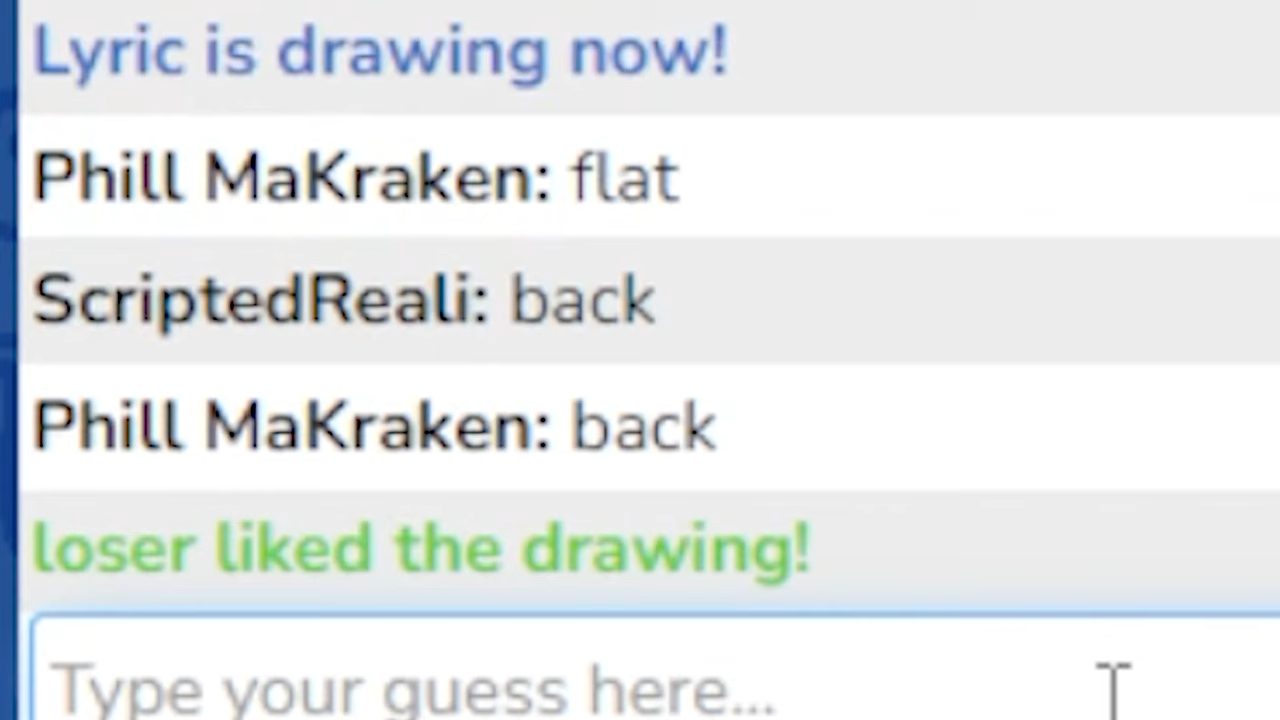 Lyric is drawing now!
Phill MaKraken: flat
ScriptedReali: back
Phill MaKraken: back
loser liked the drawing!
Type your guess here...